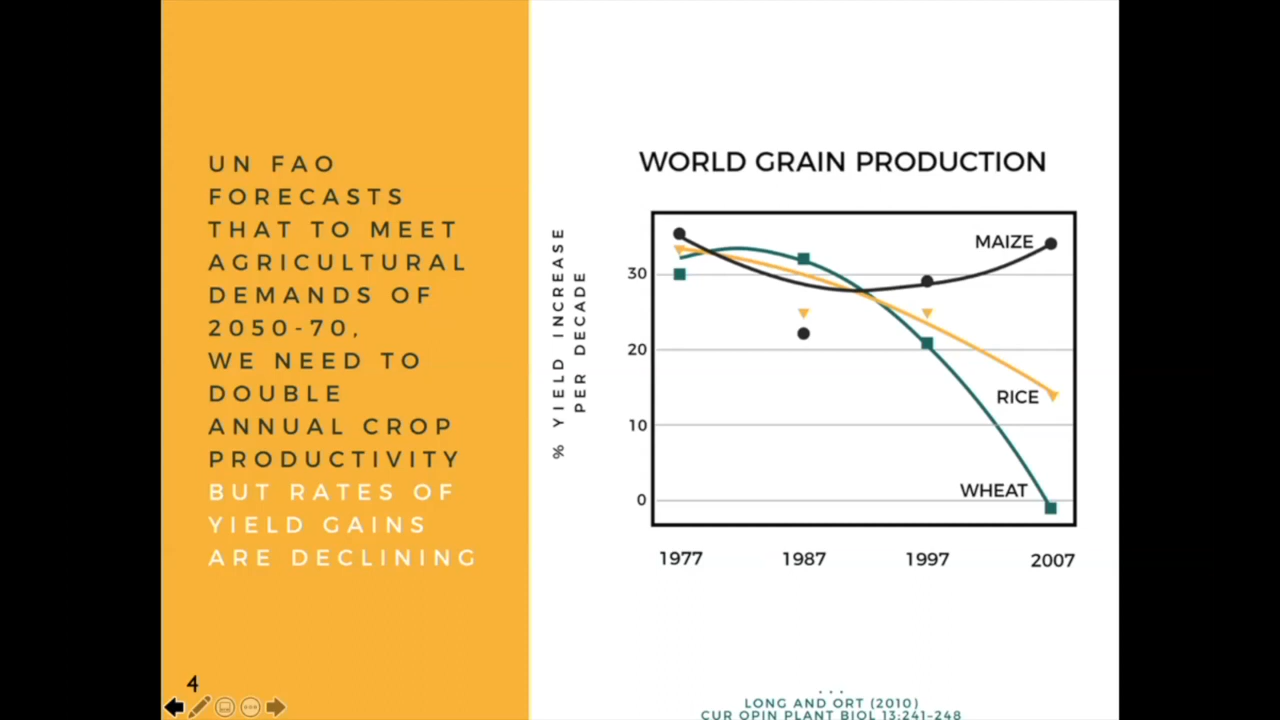 UN FAO
FORECASTS
THAT TO MEET
AGRICULTURAL
DEMANDS OF
2050-70,
WE NEED TO
DOUBLE
ANNUAL CROP
PRODUCTIVITY
BUT RATES OF
YIELD GAINS
ARE DECLINING
4
WORLD GRAIN PRODUCTION
% YIELD INCREASE
PER DECADE
30
20
10
0
MAIZE
RICE
WHEAT
1977 1987 1997 2007
...
LONG AND ORT (2010)
CUR OPIN PLANT BIOL 13:241-248